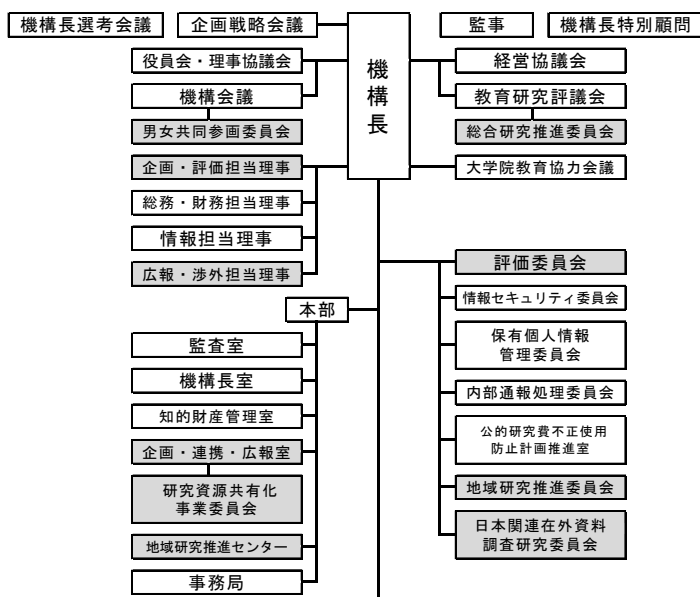 機構長選考会議
企画戦略会議
機構長
監事
機構長特別顧問
役員会・理事協議会
機構会議
男女共同参画委員会
企画・評価担当理事
総務・財務担当理事
情報担当理事
広報・渉外担当理事
経営協議会
教育研究評議会
総合研究推進委員会
大学院教育協力会議
本部
監査室
機構長室
知的財産管理室
企画・連携・広報室
研究資源共有化
事業委員会
地域研究推進センター
事務局
評価委員会
情報セキュリティ委員会
保有個人情報
管理委員会
内部通報処理委員会
公的研究費不正使用
防止計画推進室
地域研究推進委員会
日本関連在外資料
調査研究委員会